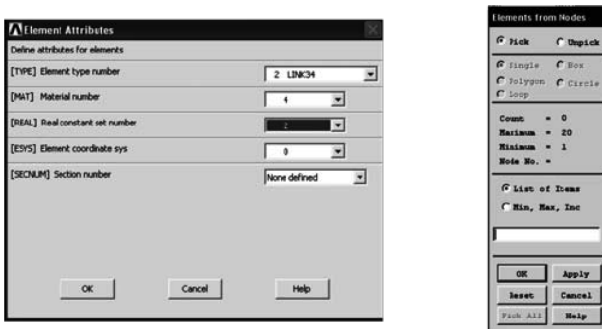 Element Attributes
Define attributes for elements
[TYPE] Element type number
2 LINK34
[MAT] Material number
4
[REAL] Real constant set number
2
[ESYS] Element coordinate sys
0
[SECNUM] Section number
None defined
OK Cancel Help
Elements from Nodes
Pick Unpick
Single Box
Polygon Circle
Loop
Count = 0
Maximum = 20
Minimum = 1
Node No. =
List of Items
Min, Max, Inc
OK Apply
Reset Cancel
Pick All Help